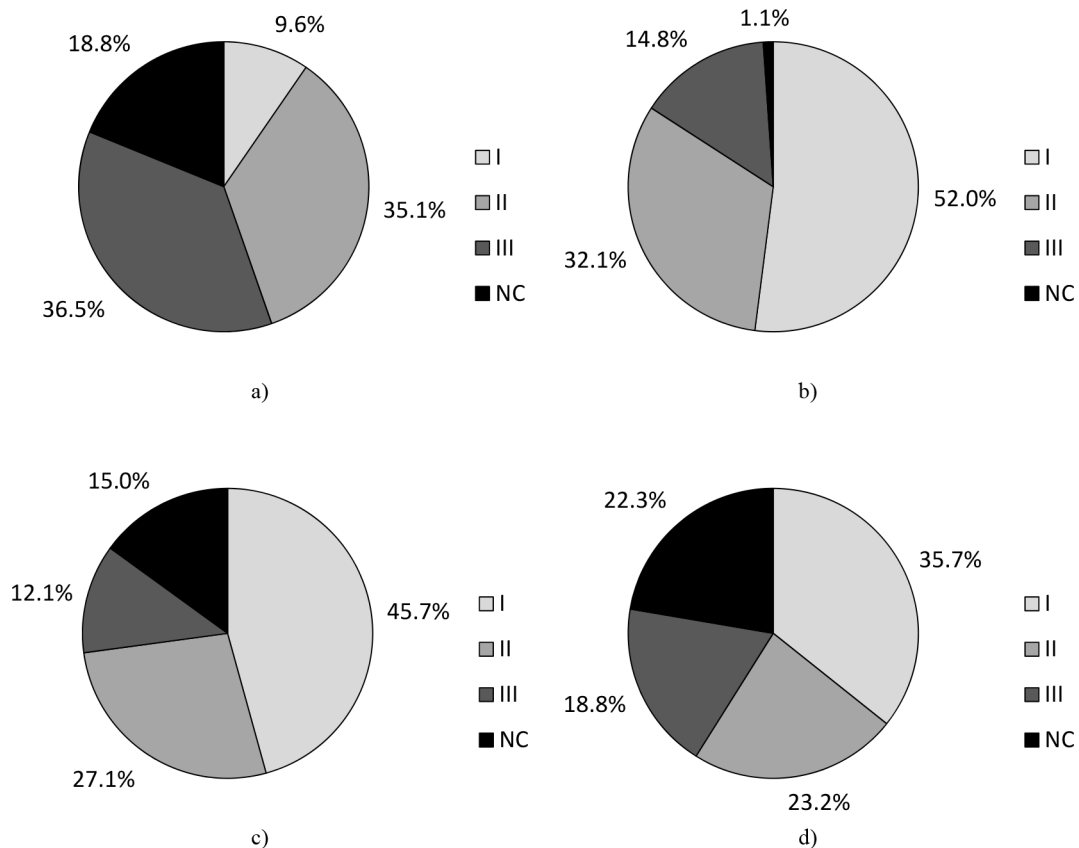 9.6%
18.8%
35.1%
36.5%
I
II
III
NC
a)
1.1%
14.8%
52.0%
32.1%
I
II
III
NC
b)
15.0%
12.1%
45.7%
27.1%
I
II
III
NC
c)
22.3%
35.7%
18.8%
23.2%
I
II
III
NC
d)